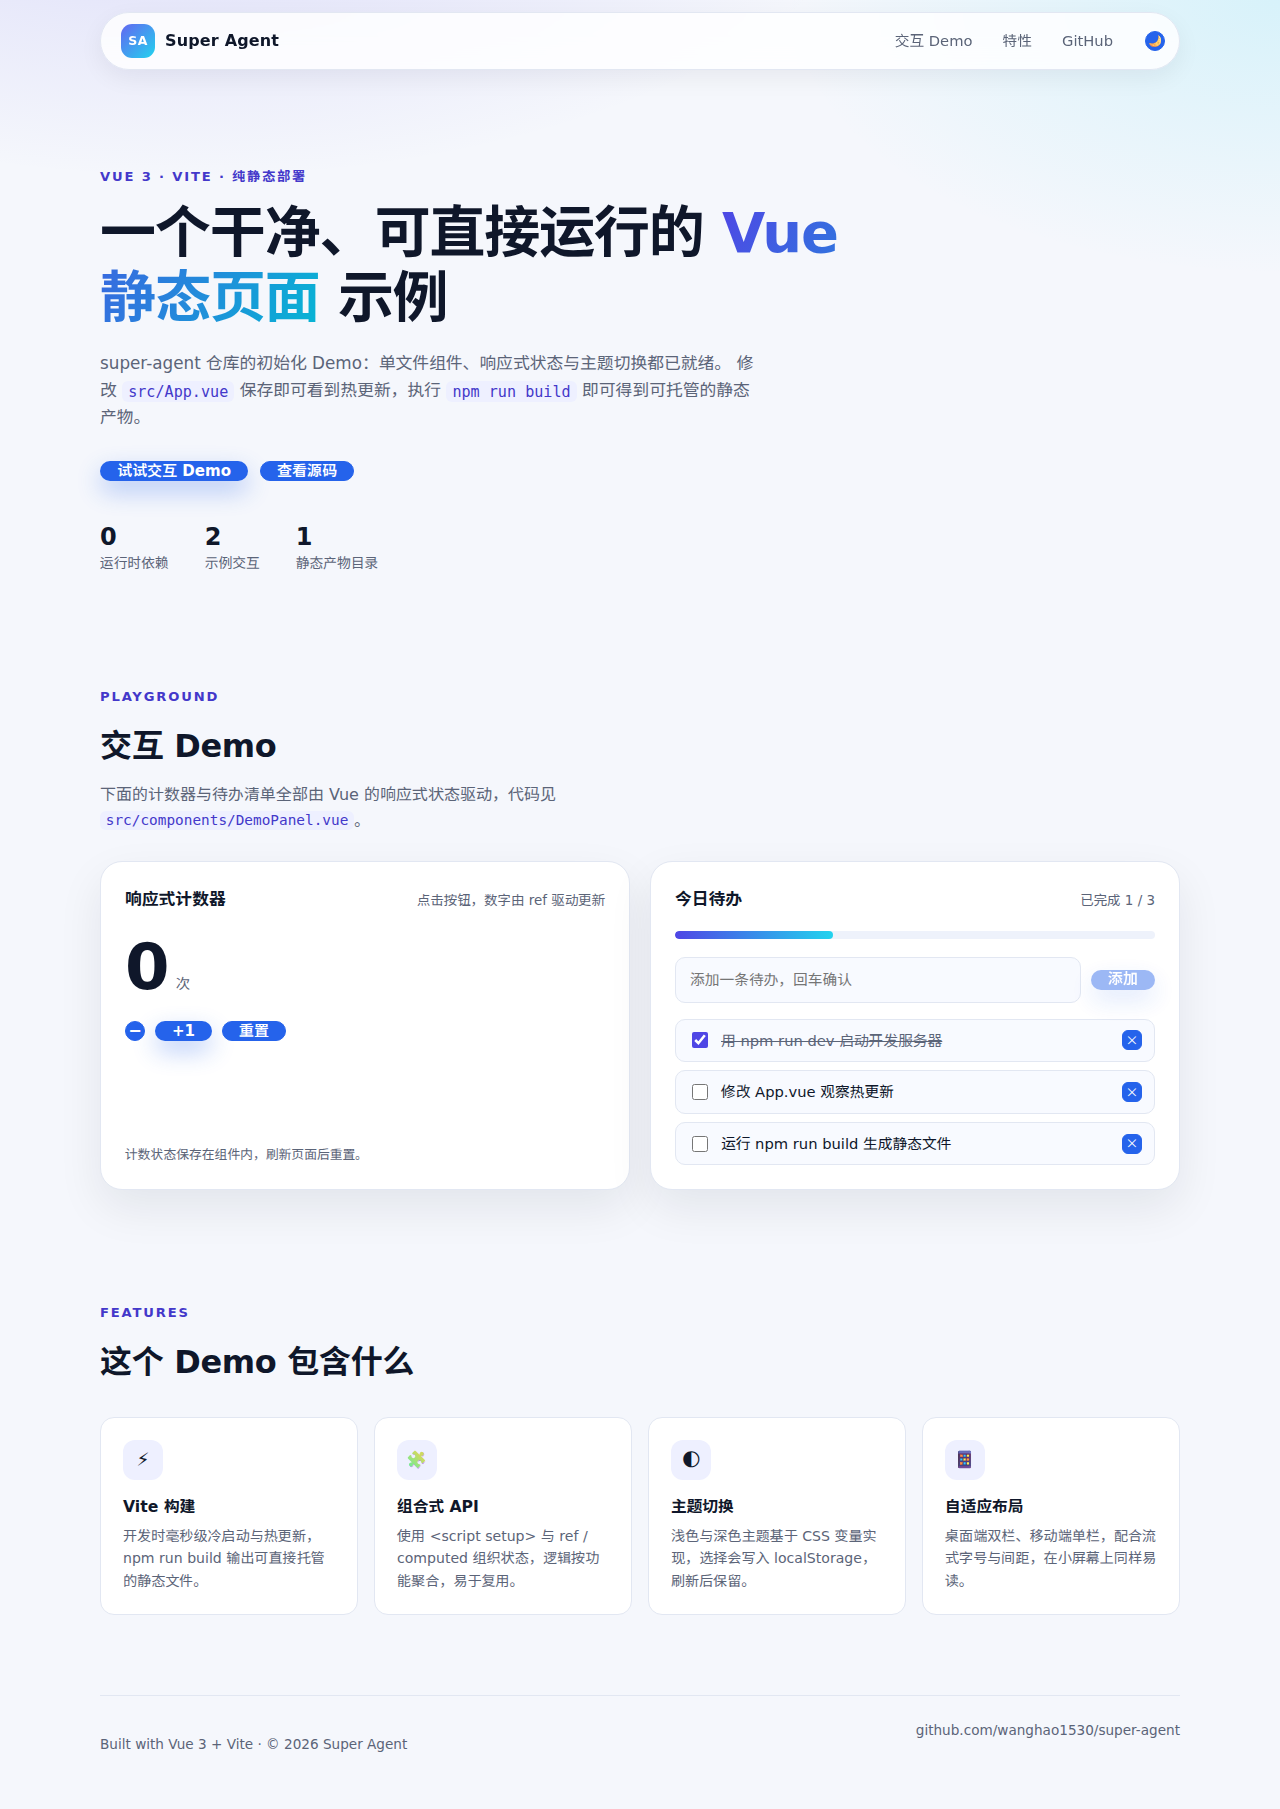 SA Super Agent
交互 Demo 特性 GitHub
VUE 3 · VITE · 纯静态部署
一个干净、可直接运行的 Vue
静态页面 示例
super-agent 仓库的初始化 Demo：单文件组件、响应式状态与主题切换都已就绪。 修
改 src/App.vue 保存即可看到热更新，执行 npm run build 即可得到可托管的静态
产物。
试试交互 Demo 查看源码
0 2 1
运行时依赖 示例交互 静态产物目录
PLAYGROUND
交互 Demo
下面的计数器与待办清单全部由 Vue 的响应式状态驱动，代码见
src/components/DemoPanel.vue 。
响应式计数器 点击按钮，数字由 ref 驱动更新
0 次
− +1 重置
计数状态保存在组件内，刷新页面后重置。
今日待办 已完成 1 / 3
添加一条待办，回车确认 添加
用 npm run dev 启动开发服务器 ×
修改 App.vue 观察热更新 ×
运行 npm run build 生成静态文件 ×
FEATURES
这个 Demo 包含什么
Vite 构建
开发时毫秒级冷启动与热更新，
npm run build 输出可直接托管
的静态文件。
组合式 API
使用 <script setup> 与 ref /
computed 组织状态，逻辑按功
能聚合，易于复用。
主题切换
浅色与深色主题基于 CSS 变量实
现，选择会写入 localStorage，
刷新后保留。
自适应布局
桌面端双栏、移动端单栏，配合流
式字号与间距，在小屏幕上同样易
读。
Built with Vue 3 + Vite · © 2026 Super Agent
github.com/wanghao1530/super-agent